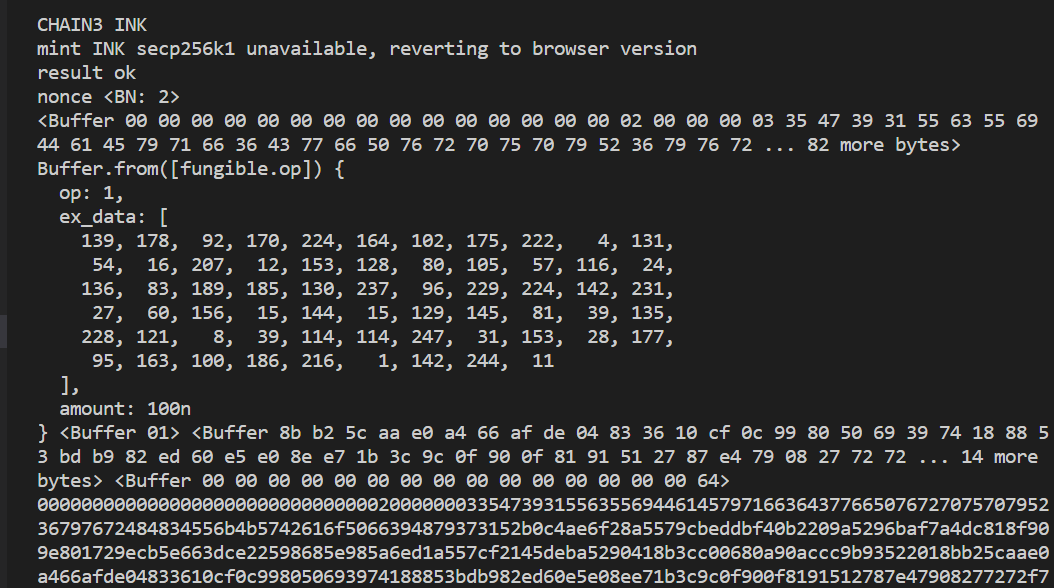 CHAIN3 INK
mint INK secp256k1 unavailable, reverting to browser version
result ok
nonce <BN: 2>
<Buffer 00 00 00 00 00 00 00 00 00 00 00 00 00 00 00 02 00 00 00 03 35 47 39 31 55 63 55 69
44 61 45 79 71 66 36 43 77 66 50 76 72 70 75 70 79 52 36 79 76 72 ... 82 more bytes>
Buffer.from([fungible.op]) {
  op: 1,
  ex_data: [
    139, 178,  92, 170, 224, 164, 102, 175, 222,   4, 131,
     54,  16, 207,  12, 153, 128,  80, 105,  57, 116,  24,
    136,  83, 189, 185, 130, 237,  96, 229, 224, 142, 231,
     27,  60, 156,  15, 144,  15, 129, 145,  81,  39, 135,
    228, 121,   8,  39, 114, 114, 247,  31, 153,  28, 177,
     95, 163, 100, 186, 216,   1, 142, 244,  11
  ],
  amount: 100n
} <Buffer 01> <Buffer 8b b2 5c aa e0 a4 66 af de 04 83 36 10 cf 0c 99 80 50 69 39 74 18 88 5
3 bd b9 82 ed 60 e5 e0 8e e7 1b 3c 9c 0f 90 0f 81 91 51 27 87 e4 79 08 27 72 72 ... 14 more
bytes> <Buffer 00 00 00 00 00 00 00 00 00 00 00 00 00 00 00 64>
00000000000000000000000000000002000000033547393155635569446145797166364377665076727075707952
36797672484834556b4b5742616f5066394879373152b0c4ae6f28a5579cbeddbf40b2209a5296baf7a4dc818f90
9e801729ecb5e663dce22598685e985a6ed1a557cf2145deba5290418b3cc00680a90accc9b93522018bb25caae0
a466afde04833610cf0c998050693974188853bdb982ed60e5e08ee71b3c9c0f900f8191512787e47908277272f7